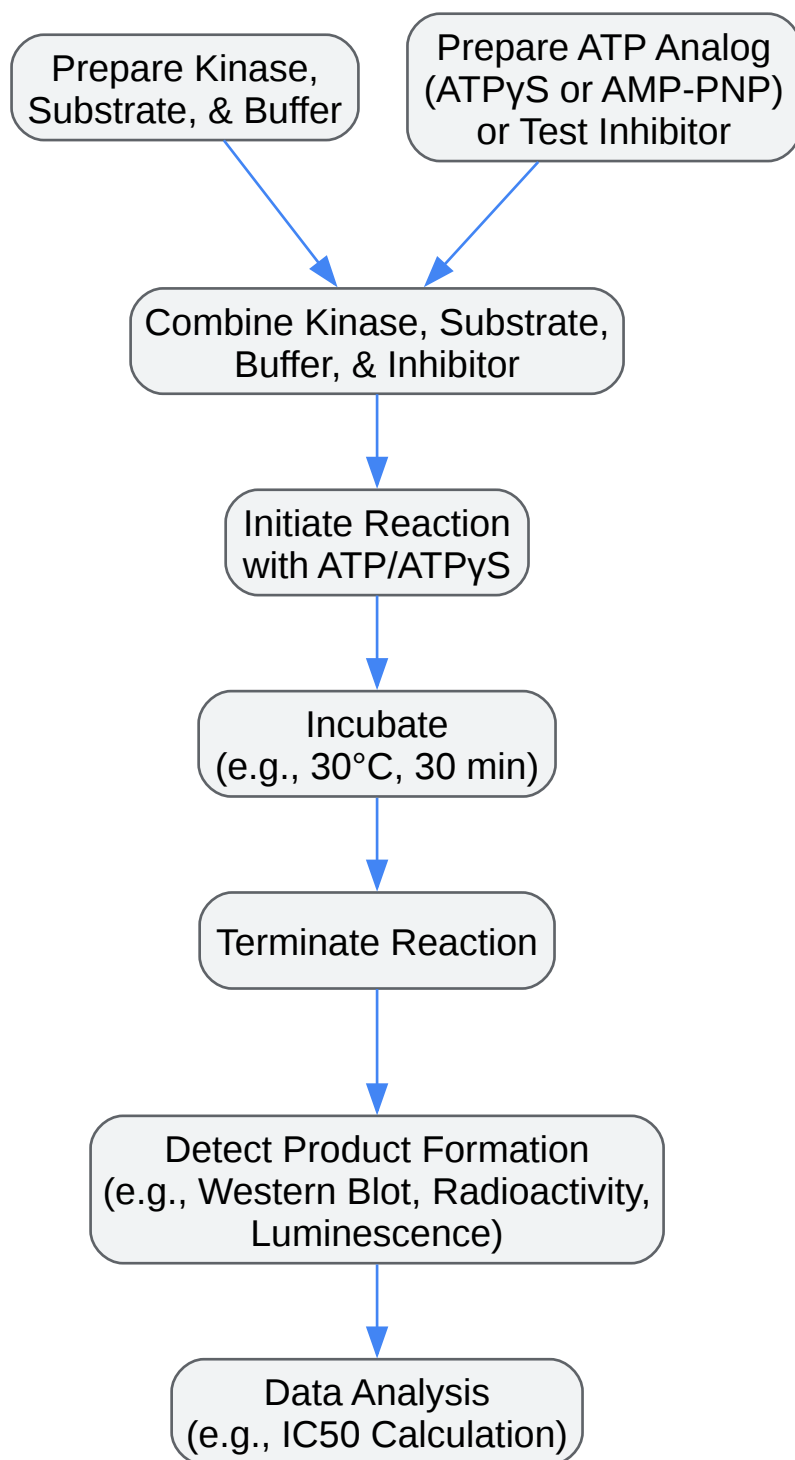 Prepare Kinase,
Substrate, & Buffer
Prepare ATP Analog
(ATPγS or AMP-PNP)
or Test Inhibitor
Combine Kinase, Substrate,
Buffer, & Inhibitor
Initiate Reaction
with ATP/ATPγS
Incubate
(e.g., 30°C, 30 min)
Terminate Reaction
Detect Product Formation
(e.g., Western Blot, Radioactivity,
Luminescence)
Data Analysis
(e.g., IC50 Calculation)